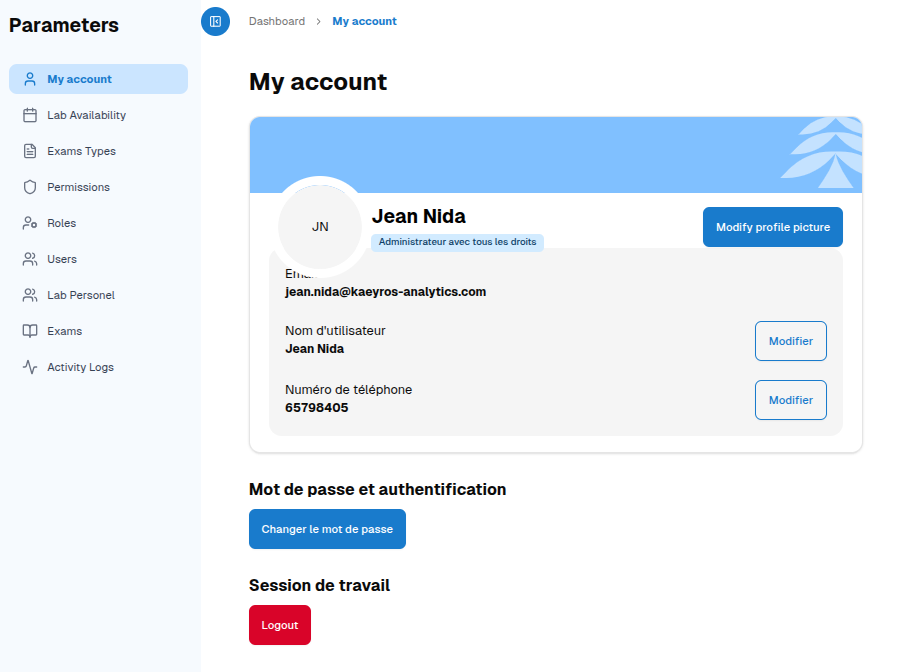 Parameters
Dashboard
My account
My account
Lab Availability
Exams Types
Permissions
Roles
Users
Lab Personel
Exams
Activity Logs
My account
JN
Jean Nida
Administrateur avec tous les droits
Modify profile picture
jean.nida@kaeyros-analytics.com
Nom d'utilisateur
Jean Nida
Modifier
Numéro de téléphone
65798405
Modifier
Mot de passe et authentification
Changer le mot de passe
Session de travail
Logout